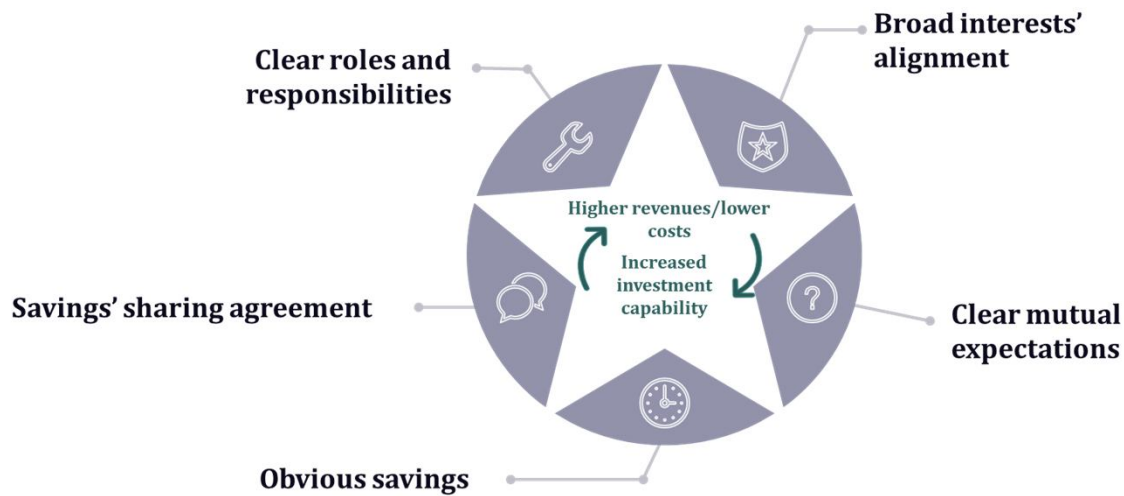 Broad interests'
alignment
Clear roles and
responsibilities
Higher revenues/lower
costs
Increased
investment
capability
Savings' sharing agreement
Clear mutual
expectations
Obvious savings
?